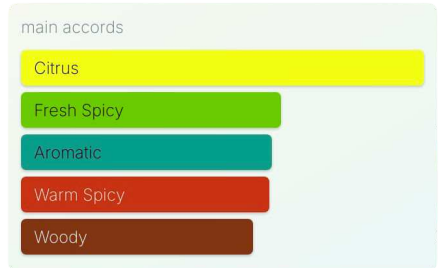 main accords
Citrus
Fresh Spicy
Aromatic
Warm Spicy
Woody